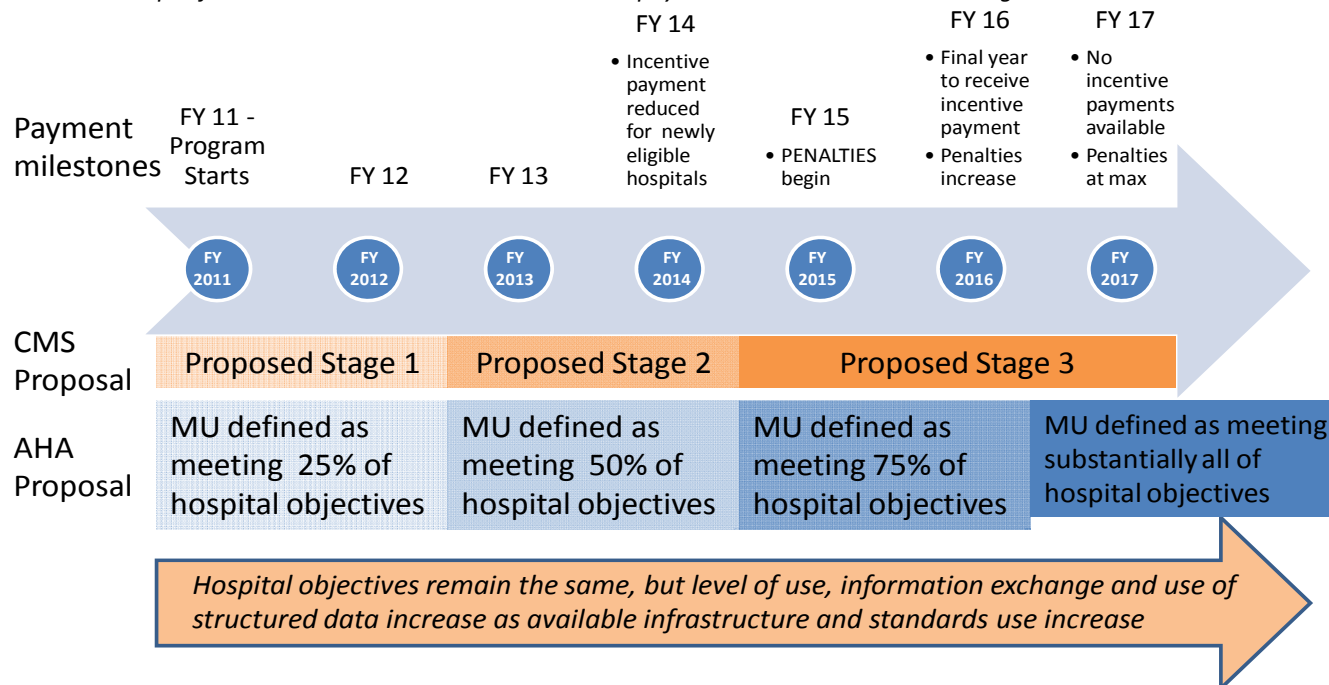 FY 14
• Incentive
payment
reduced
for newly
eligible
hospitals
FY 16
• Final year
to receive
incentive
payment
• Penalties
increase
FY 17
• No
incentive
payments
available
• Penalties
at max
Payment
milestones
FY 11 -
Program
Starts
FY 12
FY 13
FY 15
• PENALTIES
begin
FY
2011
FY
2012
FY
2013
FY
2014
FY
2015
FY
2016
FY
2017
CMS
Proposal
Proposed Stage 1
Proposed Stage 2
Proposed Stage 3
AHA
Proposal
MU defined as
meeting 25% of
hospital objectives
MU defined as
meeting 50% of
hospital objectives
MU defined as
meeting 75% of
hospital objectives
MU defined as meeting
substantially all of
hospital objectives
Hospital objectives remain the same, but level of use, information exchange and use of
structured data increase as available infrastructure and standards use increase